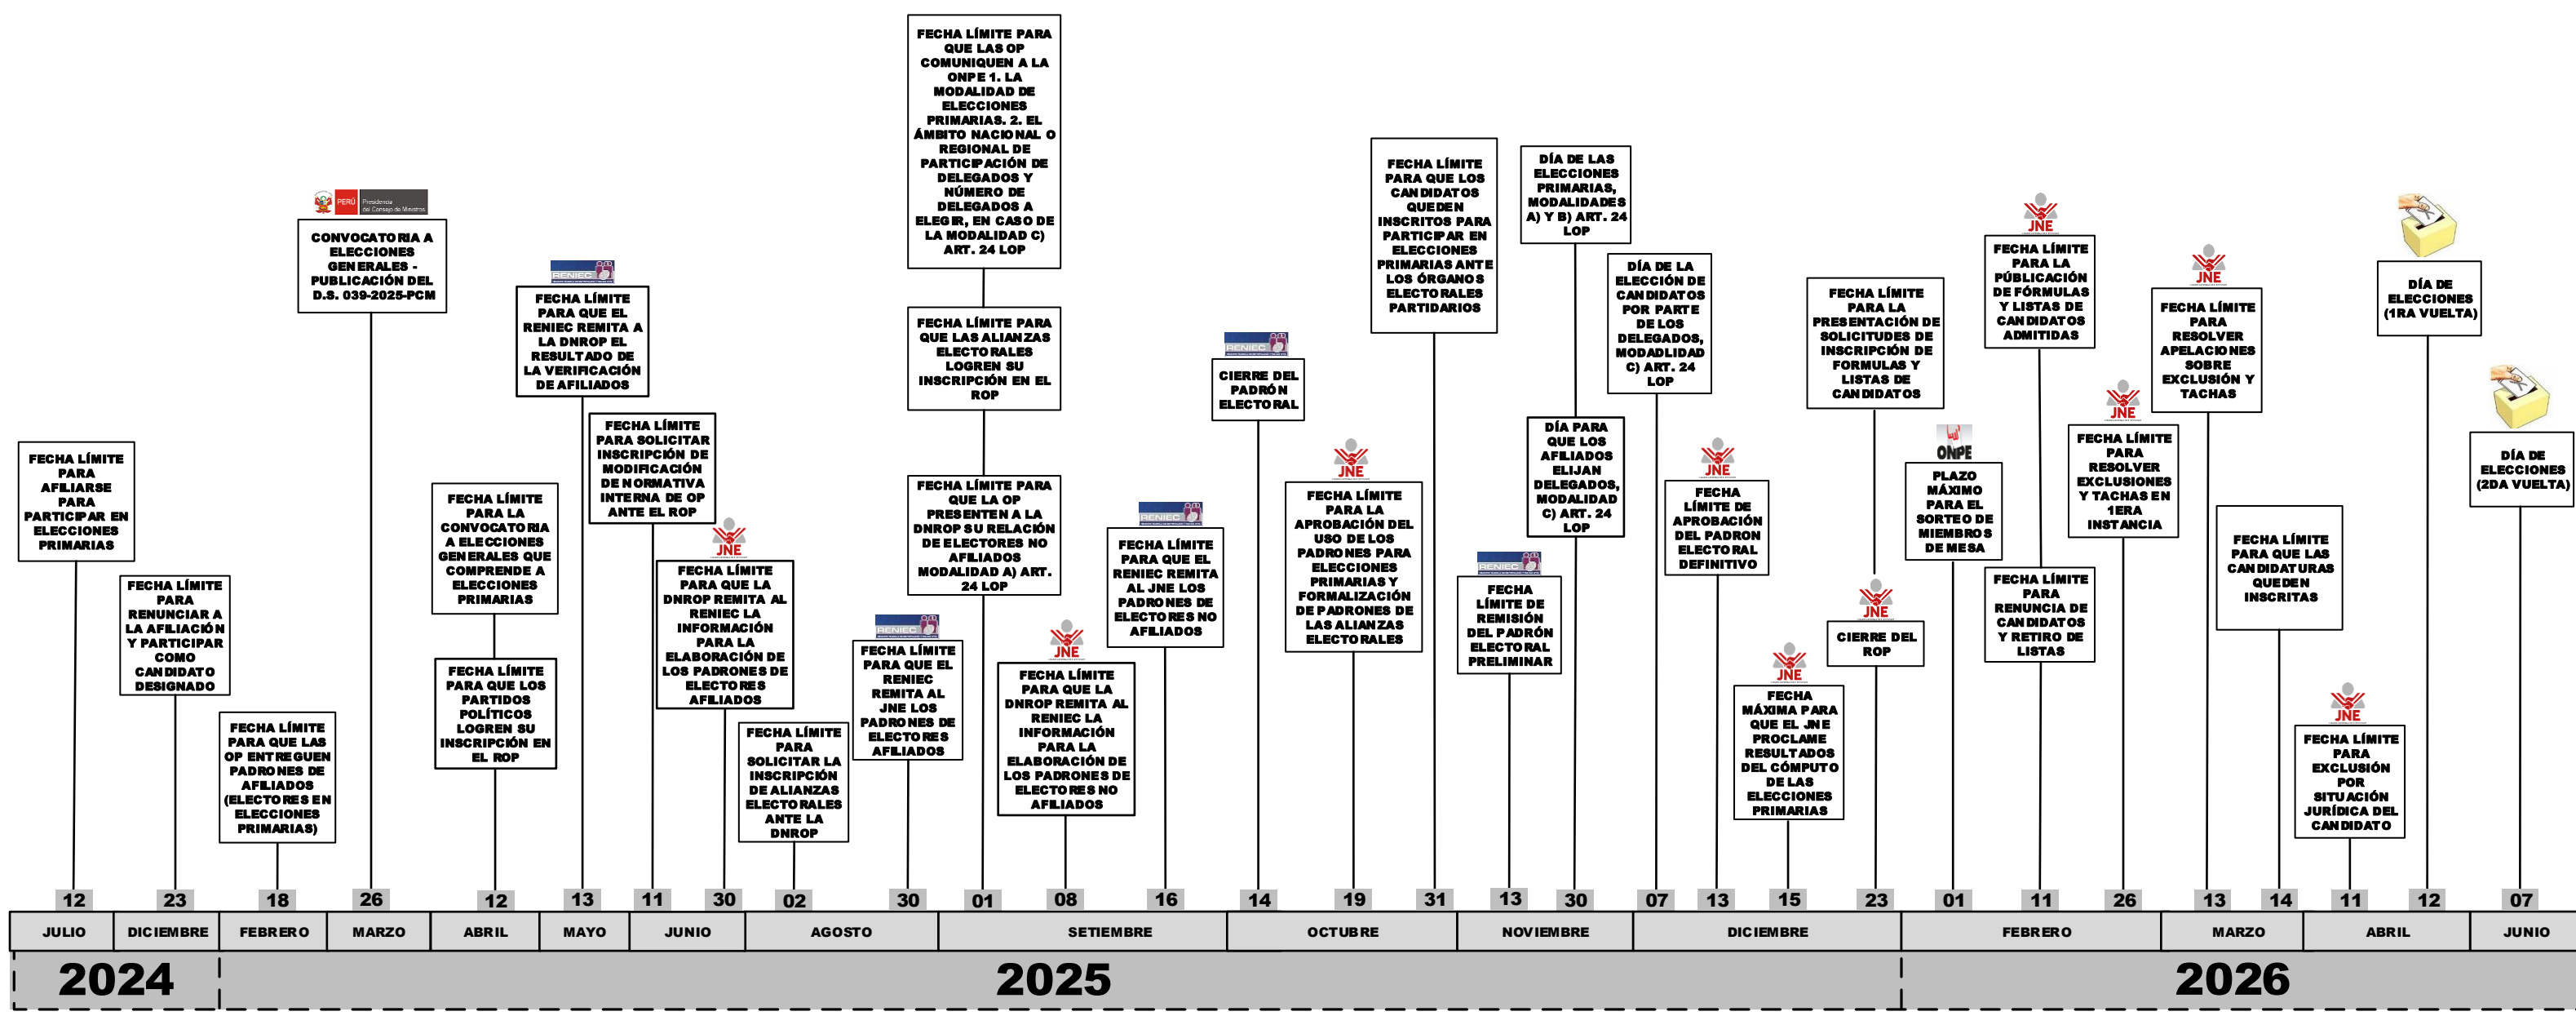 FECHA LÍMITE
PARA
AFILIARSE
PARA
PARTICIPAR EN
ELECCIONES
PRIMARIAS
12
FECHA LÍMITE
PARA
RENUNCIAR A
LA AFILIACIÓN
Y PARTICIPAR
COMO
CANDIDATO
DESIGNADO
23
FECHA LÍMITE
PARA QUE LAS
OP ENTREGUEN
PADRONES DE
AFILIADOS
(ELECTORES EN
ELECCIONES
PRIMARIAS)
18
PERÚ
Presidencia
del Consejo de Ministros
CONVOCATORIA A
ELECCIONES
GENERALES -
PUBLICACIÓN DEL
D.S. 039-2025-PCM
26
FECHA LÍMITE
PARA LA
CONVOCATORIA
A ELECCIONES
GENERALES QUE
COMPRENDE A
ELECCIONES
PRIMARIAS
FECHA LÍMITE
PARA QUE LOS
PARTIDOS
POLÍTICOS
LOGREN SU
INSCRIPCIÓN EN
EL ROP
12
RENIEC
FECHA LÍMITE
PARA QUE EL
RENIEC REMITA A
LA DNROP EL
RESULTADO DE
LA VERIFICACIÓN
DE AFILIADOS
13
FECHA LÍMITE
PARA SOLICITAR
INSCRIPCIÓN DE
MODIFICACIÓN
DE NORMATIVA
INTERNA DE OP
ANTE EL ROP
11
JNE
FECHA LÍMITE
PARA QUE LA
DNROP REMITA AL
RENIEC LA
INFORMACIÓN
PARA LA
ELABORACIÓN DE
LOS PADRONES DE
ELECTORES
AFILIADOS
30
FECHA LÍMITE
PARA
SOLICITAR LA
INSCRIPCIÓN
DE ALIANZAS
ELECTORALES
ANTE LA
DNROP
02
RENIEC
FECHA LÍMITE
PARA QUE EL
RENIEC
REMITA AL
JNE LOS
PADRONES DE
ELECTORES
AFILIADOS
30
FECHA LÍMITE PARA
QUE LAS OP
COMUNIQUEN A LA
ONPE 1. LA
MODALIDAD DE
ELECCIONES
PRIMARIAS. 2. EL
ÁMBITO NACIONAL O
REGIONAL DE
PARTICIPACIÓN DE
DELEGADOS Y
NÚMERO DE
DELEGADOS A
ELEGIR, EN CASO DE
LA MODALIDAD C)
ART. 24 LOP
FECHA LÍMITE PARA
QUE LAS ALIANZAS
ELECTORALES
LOGREN SU
INSCRIPCIÓN EN EL
ROP
FECHA LÍMITE PARA
QUE LA OP
PRESENTEN A LA
DNROP SU RELACIÓN
DE ELECTORES NO
AFILIADOS
MODALIDAD A) ART.
24 LOP
01
JNE
FECHA LÍMITE
PARA QUE LA
DNROP REMITA AL
RENIEC LA
INFORMACIÓN
PARA LA
ELABORACIÓN DE
LOS PADRONES DE
ELECTORES NO
AFILIADOS
08
RENIEC
FECHA LÍMITE
PARA QUE EL
RENIEC REMITA
AL JNE LOS
PADRONES DE
ELECTORES NO
AFILIADOS
16
RENIEC
CIERRE DEL
PADRÓN
ELECTORAL
14
JNE
FECHA LÍMITE
PARA LA
APROBACIÓN DEL
USO DE LOS
PADRONES PARA
ELECCIONES
PRIMARIAS Y
FORMALIZACIÓN
DE PADRONES DE
LAS ALIANZAS
ELECTORALES
19
FECHA LÍMITE
PARA QUE LOS
CANDIDATOS
QUEDEN
INSCRITOS PARA
PARTICIPAR EN
ELECCIONES
PRIMARIAS ANTE
LOS ÓRGANOS
ELECTORALES
PARTIDARIOS
31
RENIEC
FECHA
LÍMITE DE
REMISIÓN
DEL PADRÓN
ELECTORAL
PRELIMINAR
13
DÍA DE LAS
ELECCIONES
PRIMARIAS,
MODALIDADES
A) Y B) ART. 24
LOP
DÍA PARA
QUE LOS
AFILIADOS
ELIJAN
DELEGADOS,
MODALIDAD
C) ART. 24
LOP
30
DÍA DE LA
ELECCIÓN DE
CANDIDATOS
POR PARTE
DE LOS
DELEGADOS,
MODADLIDAD
C) ART. 24
LOP
07
JNE
FECHA
LÍMITE DE
APROBACIÓN
DEL PADRON
ELECTORAL
DEFINITIVO
13
JNE
FECHA
MÁXIMA PARA
QUE EL JNE
PROCLAME
RESULTADOS
DEL CÓMPUTO
DE LAS
ELECCIONES
PRIMARIAS
15
FECHA LÍMITE
PARA LA
PRESENTACIÓN DE
SOLICITUDES DE
INSCRIPCIÓN DE
FORMULAS Y
LISTAS DE
CANDIDATOS
JNE
CIERRE DEL
ROP
23
ONPE
PLAZO
MÁXIMO
PARA EL
SORTEO DE
MIEMBROS
DE MESA
01
JNE
FECHA LÍMITE
PARA LA
PÚBLICACIÓN
DE FÓRMULAS
Y LISTAS DE
CANDIDATOS
ADMITIDAS
FECHA LÍMITE
PARA
RENUNCIA DE
CANDIDATOS
Y RETIRO DE
LISTAS
11
JNE
FECHA LÍMITE
PARA
RESOLVER
EXCLUSIONES
Y TACHAS EN
1ERA
INSTANCIA
26
JNE
FECHA LÍMITE
PARA
RESOLVER
APELACIONES
SOBRE
EXCLUSIÓN Y
TACHAS
13
FECHA LÍMITE
PARA QUE LAS
CANDIDATURAS
QUEDEN
INSCRITAS
14
JNE
FECHA LÍMITE
PARA
EXCLUSIÓN
POR
SITUACIÓN
JURÍDICA DEL
CANDIDATO
11
DÍA DE
ELECCIONES
(1RA VUELTA)
12
DÍA DE
ELECCIONES
(2DA VUELTA)
07
JULIO
DICIEMBRE
FEBRERO
MARZO
ABRIL
MAYO
JUNIO
AGOSTO
SETIEMBRE
OCTUBRE
NOVIEMBRE
DICIEMBRE
FEBRERO
MARZO
ABRIL
JUNIO
2024
2025
2026